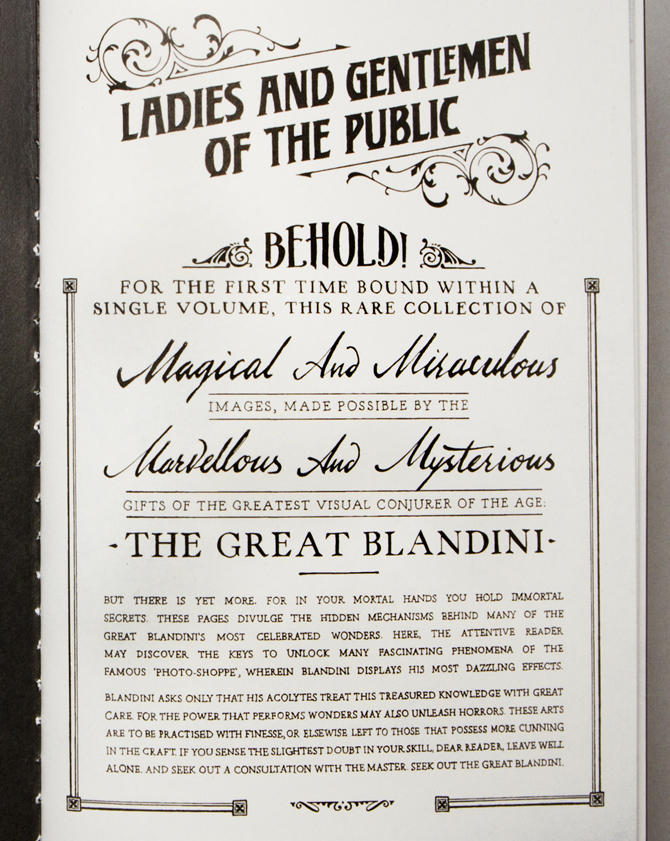 LADIES AND GENTLEMEN
OF THE PUBLIC
BEHOLD!
FOR THE FIRST TIME BOUND WITHIN A
SINGLE VOLUME, THIS RARE COLLECTION OF
Magical And Miraculous
IMAGES, MADE POSSIBLE BY THE
Marvellous And Mysterious
GIFTS OF THE GREATEST VISUAL CONJURER OF THE AGE:
-THE GREAT BLANDINI-
BUT THERE IS YET MORE. FOR IN YOUR MORTAL HANDS YOU HOLD IMMORTAL
SECRETS. THESE PAGES DIVULGE THE HIDDEN MECHANISMS BEHIND MANY OF THE
GREAT BLANDINI'S MOST CELEBRATED WONDERS. HERE, THE ATTENTIVE READER
MAY DISCOVER THE KEYS TO UNLOCK MANY FASCINATING PHENOMENA OF THE
FAMOUS 'PHOTO-SHOPPE', WHEREIN BLANDINI DISPLAYS HIS MOST DAZZLING EFFECTS.
BLANDINI ASKS ONLY THAT HIS ACOLYTES TREAT THIS TREASURED KNOWLEDGE WITH GREAT
CARE. FOR THE POWER THAT PERFORMS WONDERS MAY ALSO UNLEASH HORRORS. THESE ARTS
ARE TO BE PRACTISED WITH FINESSE, OR ELSEWISE LEFT TO THOSE THAT POSSESS MORE CUNNING
IN THE CRAFT. IF YOU SENSE THE SLIGHTEST DOUBT IN YOUR SKILL, DEAR READER, LEAVE WELL
ALONE. AND SEEK OUT A CONSULTATION WITH THE MASTER. SEEK OUT THE GREAT BLANDINI.